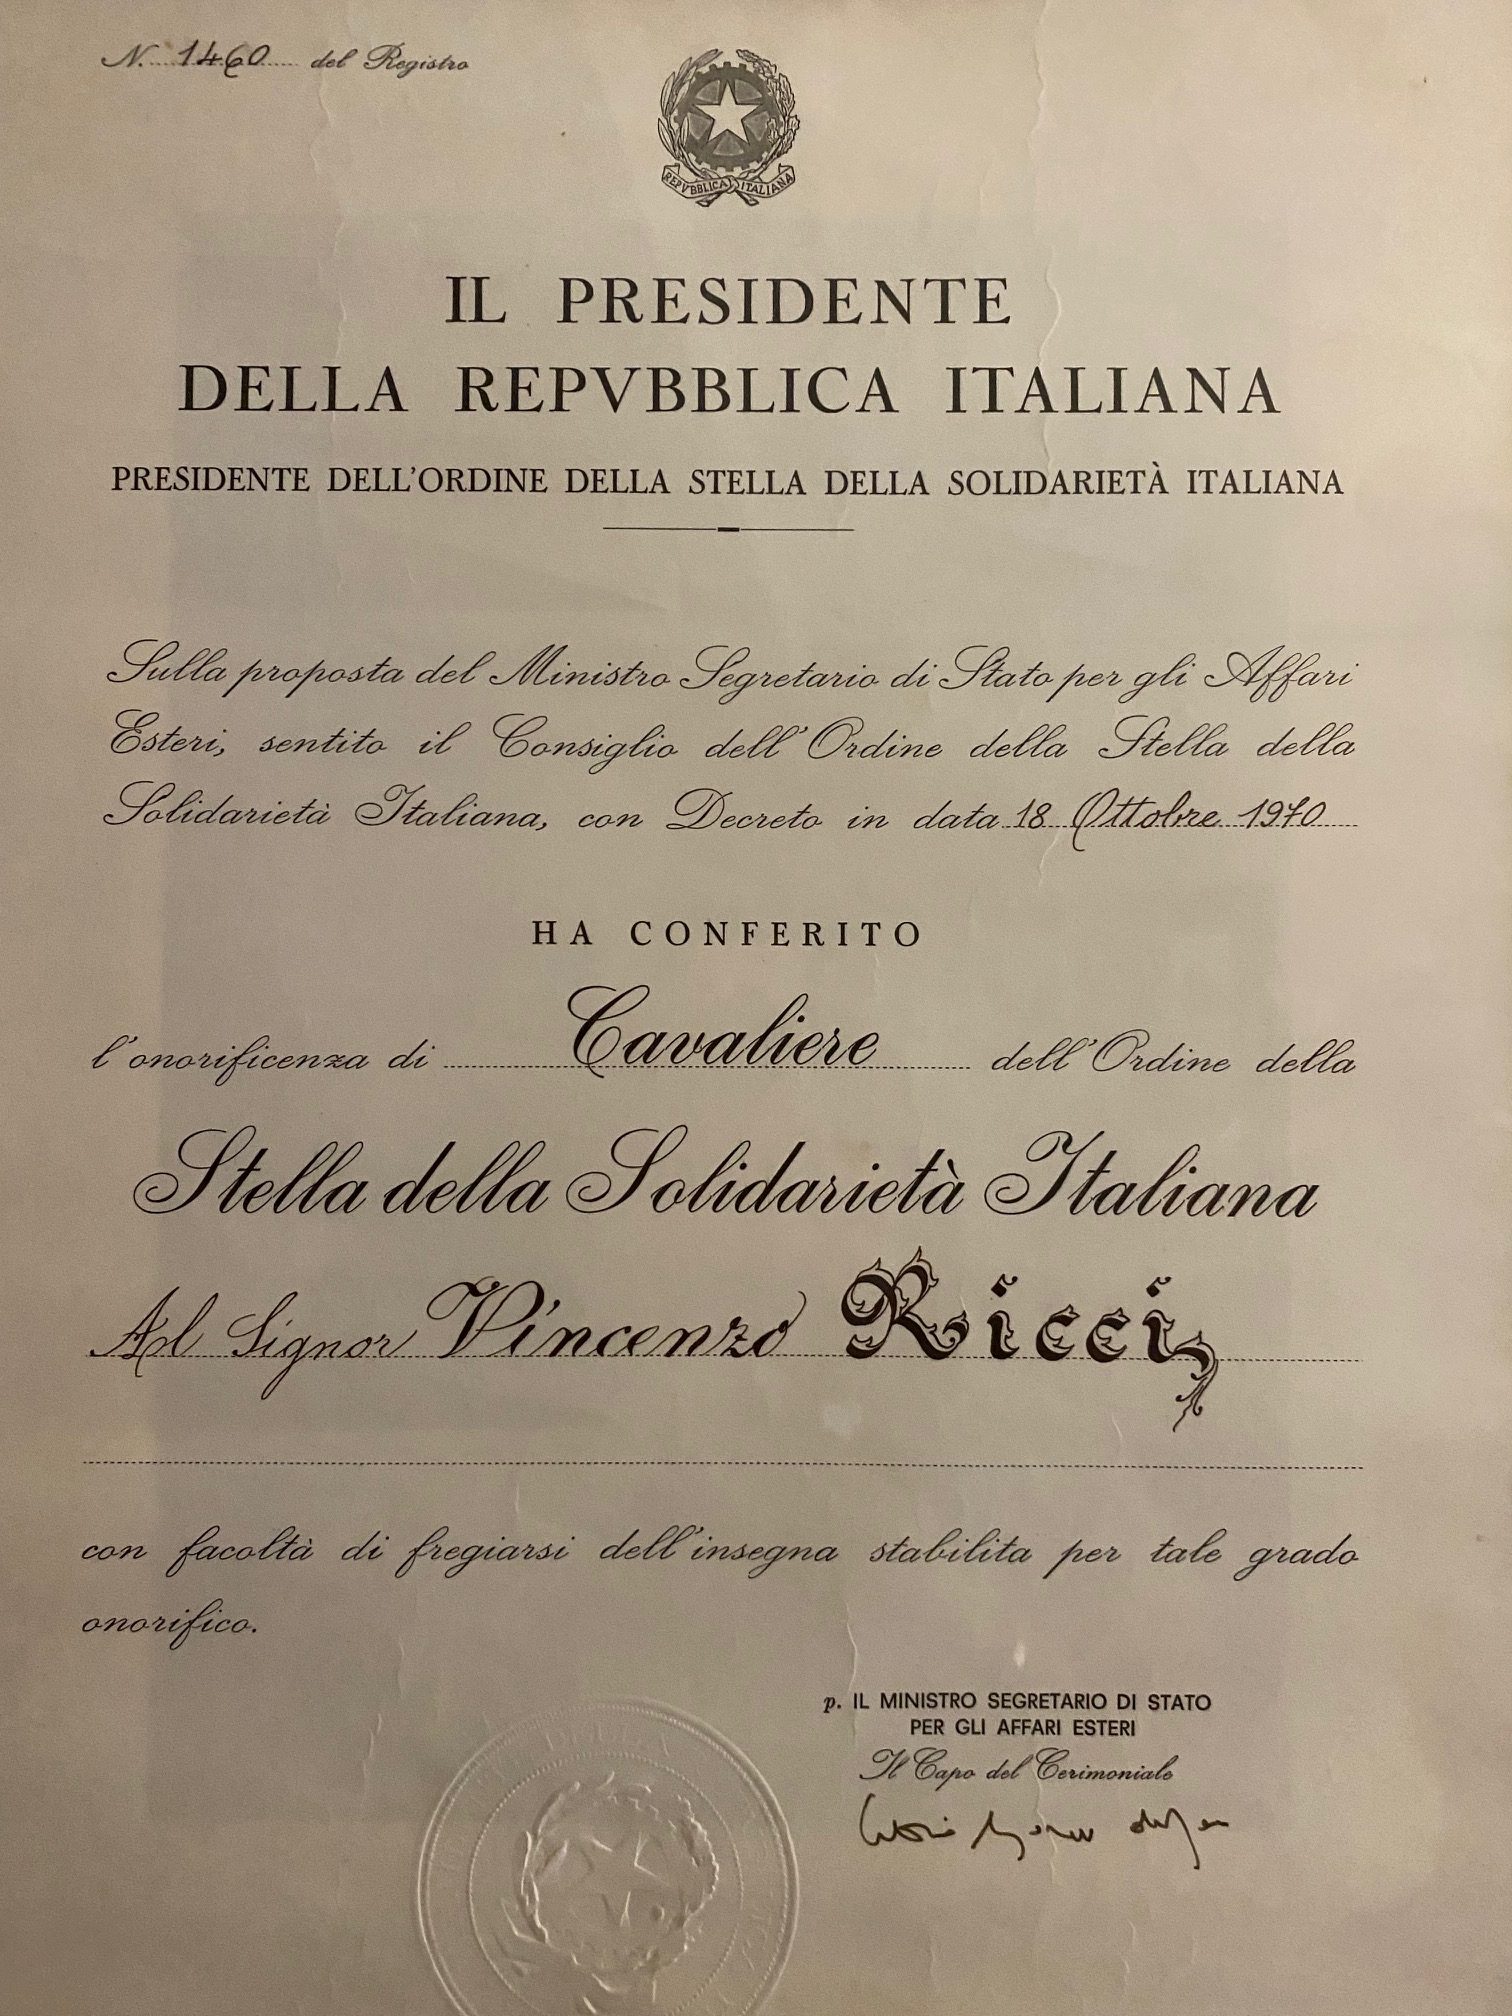 N. 1460 del Registro
REPVBBLICA ITALIANA
IL PRESIDENTE
DELLA REPVBBLICA ITALIANA
PRESIDENTE DELL'ORDINE DELLA STELLA DELLA SOLIDARIETÀ ITALIANA
Sulla proposta del Ministro Segretario di Stato per gli Affari
Esteri, sentito il Consiglio dell'Ordine della Stella della
Solidarietà Italiana, con Decreto in data 18 Ottobre 1970
HA CONFERITO
l'onorificenza di Cavaliere dell'Ordine della
Stella della Solidarietà Italiana
Al Signor Vincenzo Ricci,
con facoltà di fregiarsi dell'insegna stabilita per tale grado
onorifico.
p. IL MINISTRO SEGRETARIO DI STATO
PER GLI AFFARI ESTERI
Il Capo del Cerimoniale